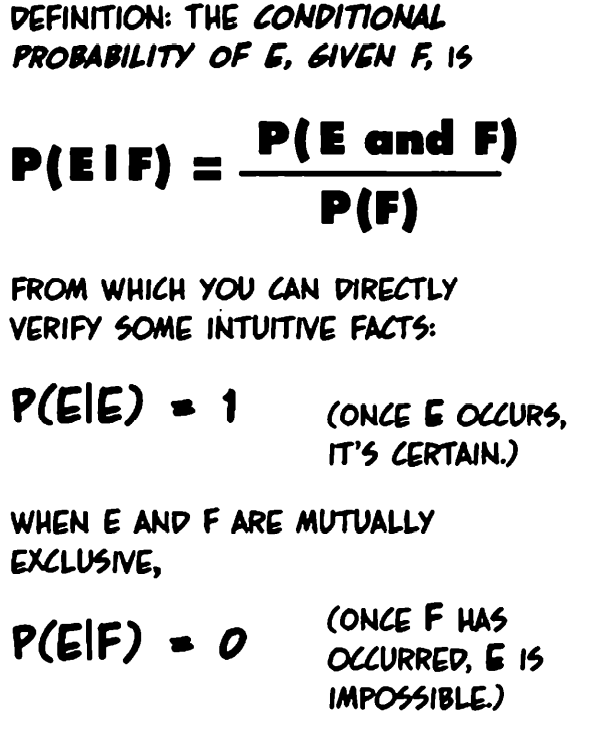 DEFINITION: THE CONDITIONAL
PROBABILITY OF E, GIVEN F, IS
P(E|F) = P(E and F)
P(F)
FROM WHICH YOU CAN DIRECTLY
VERIFY SOME INTUITIVE FACTS:
P(E|E) = 1 (ONCE E OCCURS,
IT'S CERTAIN.)
WHEN E AND F ARE MUTUALLY
EXCLUSIVE,
P(E|F) = 0 (ONCE F HAS
OCCURRED, E IS
IMPOSSIBLE.)